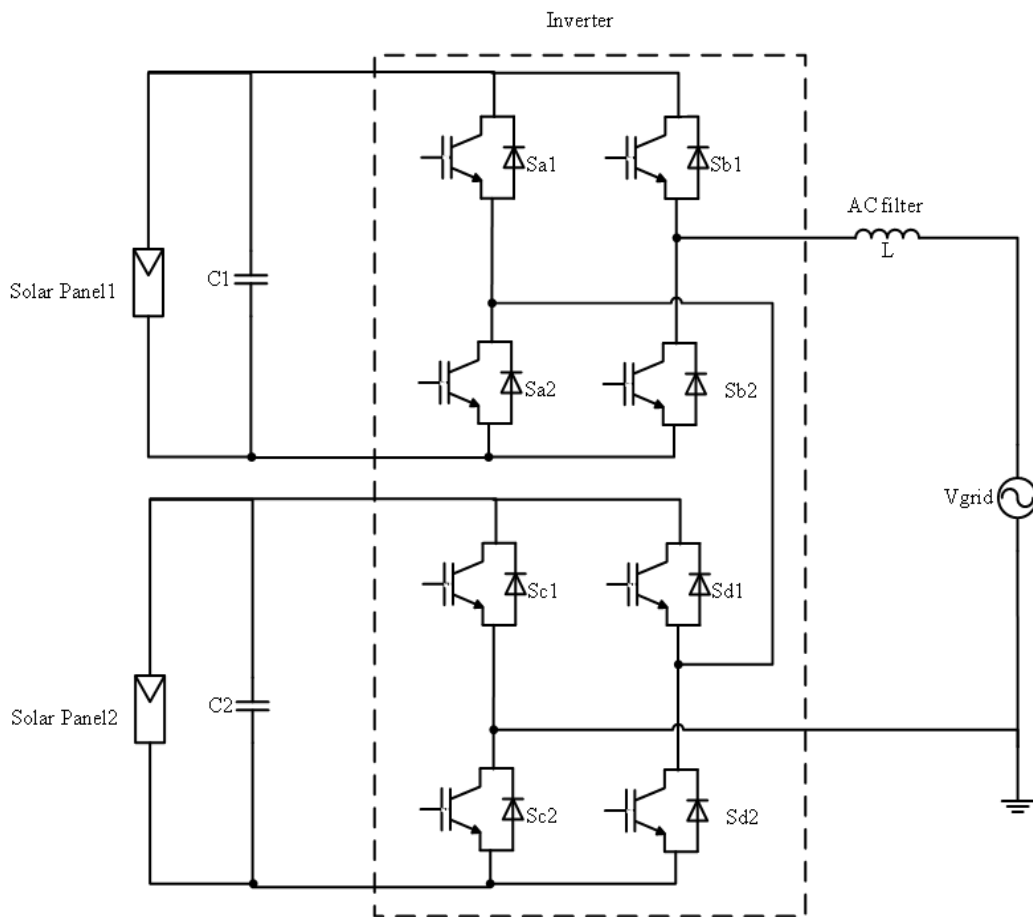 Inverter
Sa1
Sb1
AC filter
L
C1
Solar Panel1
Sa2
Sb2
Vgrid
Sc1
Sd1
C2
Solar Panel2
Sc2
Sd2